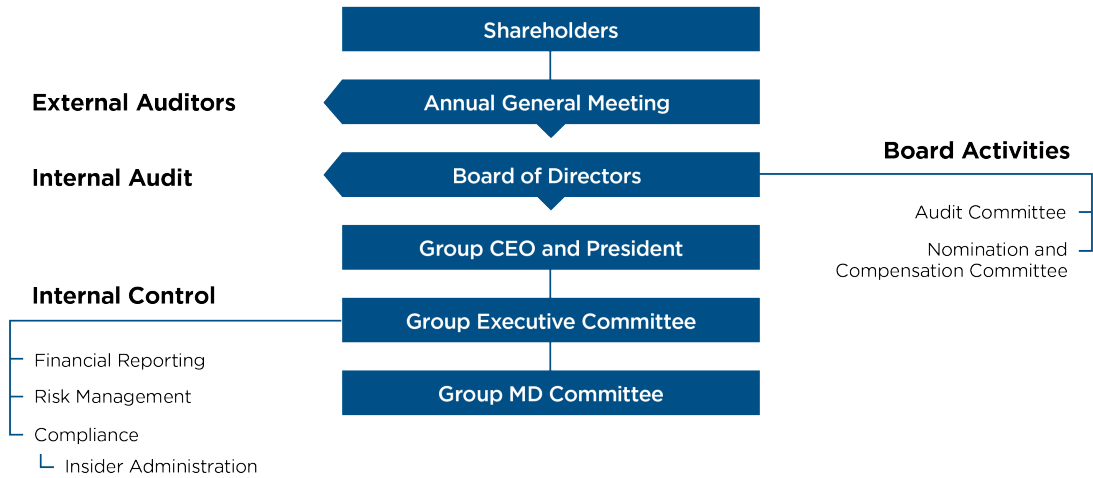 Shareholders
External Auditors
Annual General Meeting
Board Activities
Internal Audit
Board of Directors
Audit Committee
Group CEO and President
Nomination and
Compensation Committee
Internal Control
Group Executive Committee
Financial Reporting
Risk Management
Group MD Committee
Compliance
Insider Administration